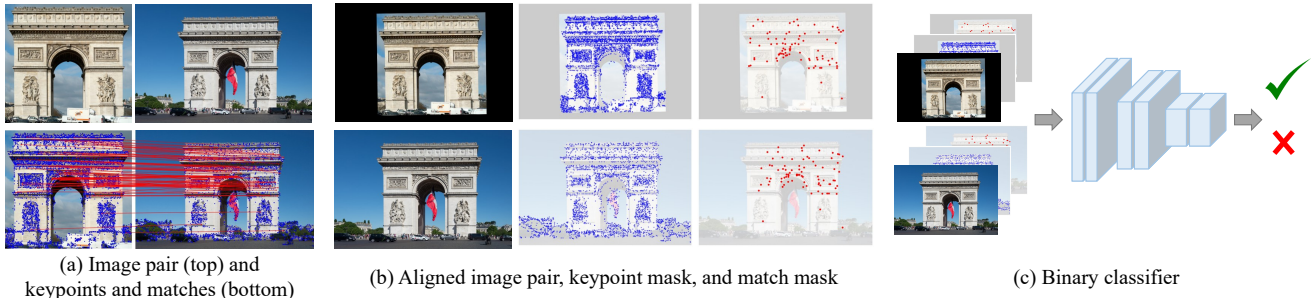 (a) Image pair (top) and
keypoints and matches (bottom)
(b) Aligned image pair, keypoint mask, and match mask
(c) Binary classifier